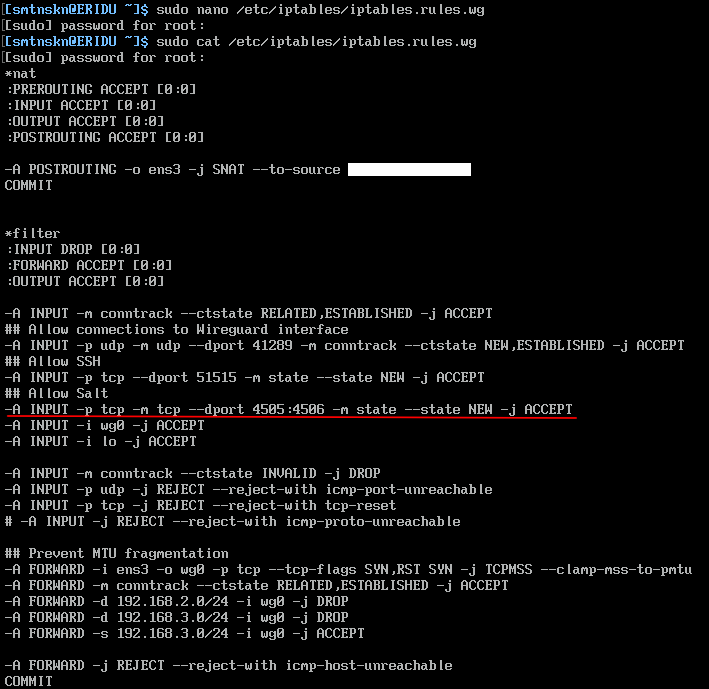 [smtnskn@ERIDU ~]$ sudo nano /etc/iptables/iptables.rules.wg
[sudo] password for root:
[smtnskn@ERIDU ~]$ sudo cat /etc/iptables/iptables.rules.wg
[sudo] password for root:
*nat
:PREROUTING ACCEPT [0:0]
:INPUT ACCEPT [0:0]
:OUTPUT ACCEPT [0:0]
:POSTROUTING ACCEPT [0:0]
-A POSTROUTING -o ens3 -j SNAT --to-source
COMMIT
*filter
:INPUT DROP [0:0]
:FORWARD ACCEPT [0:0]
:OUTPUT ACCEPT [0:0]
-A INPUT -m conntrack --ctstate RELATED,ESTABLISHED -j ACCEPT
## Allow connections to Wireguard interface
-A INPUT -p udp -m udp --dport 41289 -m conntrack --ctstate NEW,ESTABLISHED -j ACCEPT
## Allow SSH
-A INPUT -p tcp --dport 51515 -m state --state NEW -j ACCEPT
## Allow Salt
-A INPUT -p tcp -m tcp --dport 4505:4506 -m state --state NEW -j ACCEPT
-A INPUT -i wg0 -j ACCEPT
-A INPUT -i lo -j ACCEPT
-A INPUT -m conntrack --ctstate INVALID -j DROP
-A INPUT -p udp -j REJECT --reject-with icmp-port-unreachable
-A INPUT -p tcp -j REJECT --reject-with tcp-reset
# -A INPUT -j REJECT --reject-with icmp-proto-unreachable
## Prevent MTU fragmentation
-A FORWARD -i ens3 -o wg0 -p tcp --tcp-flags SYN,RST SYN -j TCPMSS --clamp-mss-to-pmtu
-A FORWARD -m conntrack --ctstate RELATED,ESTABLISHED -j ACCEPT
-A FORWARD -d 192.168.2.0/24 -i wg0 -j DROP
-A FORWARD -d 192.168.3.0/24 -i wg0 -j DROP
-A FORWARD -s 192.168.3.0/24 -i wg0 -j ACCEPT
-A FORWARD -j REJECT --reject-with icmp-host-unreachable
COMMIT